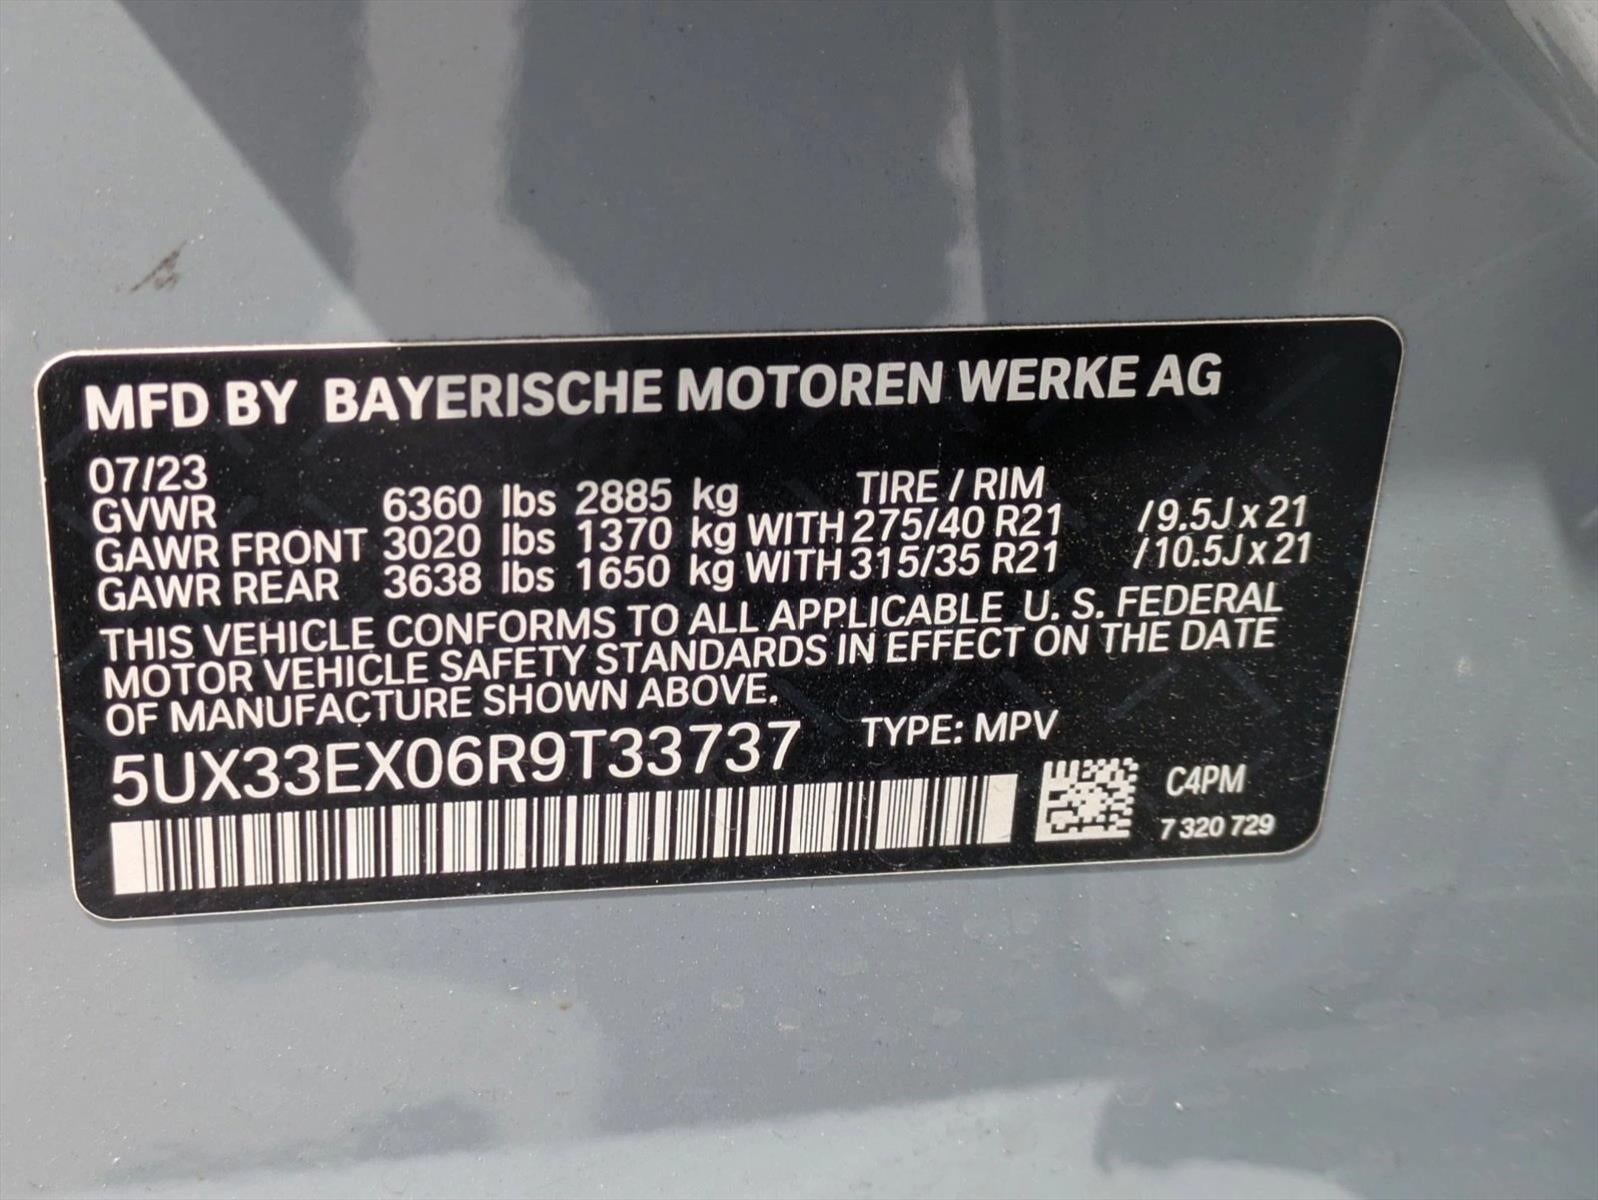 MFD BY BAYERISCHE MOTOREN WERKE AG
07/23 TIRE / RIM
GVWR 6360 lbs 2885 kg
GAWR FRONT 3020 lbs 1370 kg WITH 275/40 R21 /9.5J x 21
GAWR REAR 3638 lbs 1650 kg WITH 315/35 R21 /10.5J x 21
THIS VEHICLE CONFORMS TO ALL APPLICABLE U. S. FEDERAL
MOTOR VEHICLE SAFETY STANDARDS IN EFFECT ON THE DATE
OF MANUFACTURE SHOWN ABOVE.
5UX33EX06R9T33737 TYPE: MPV
C4PM
7 320 729